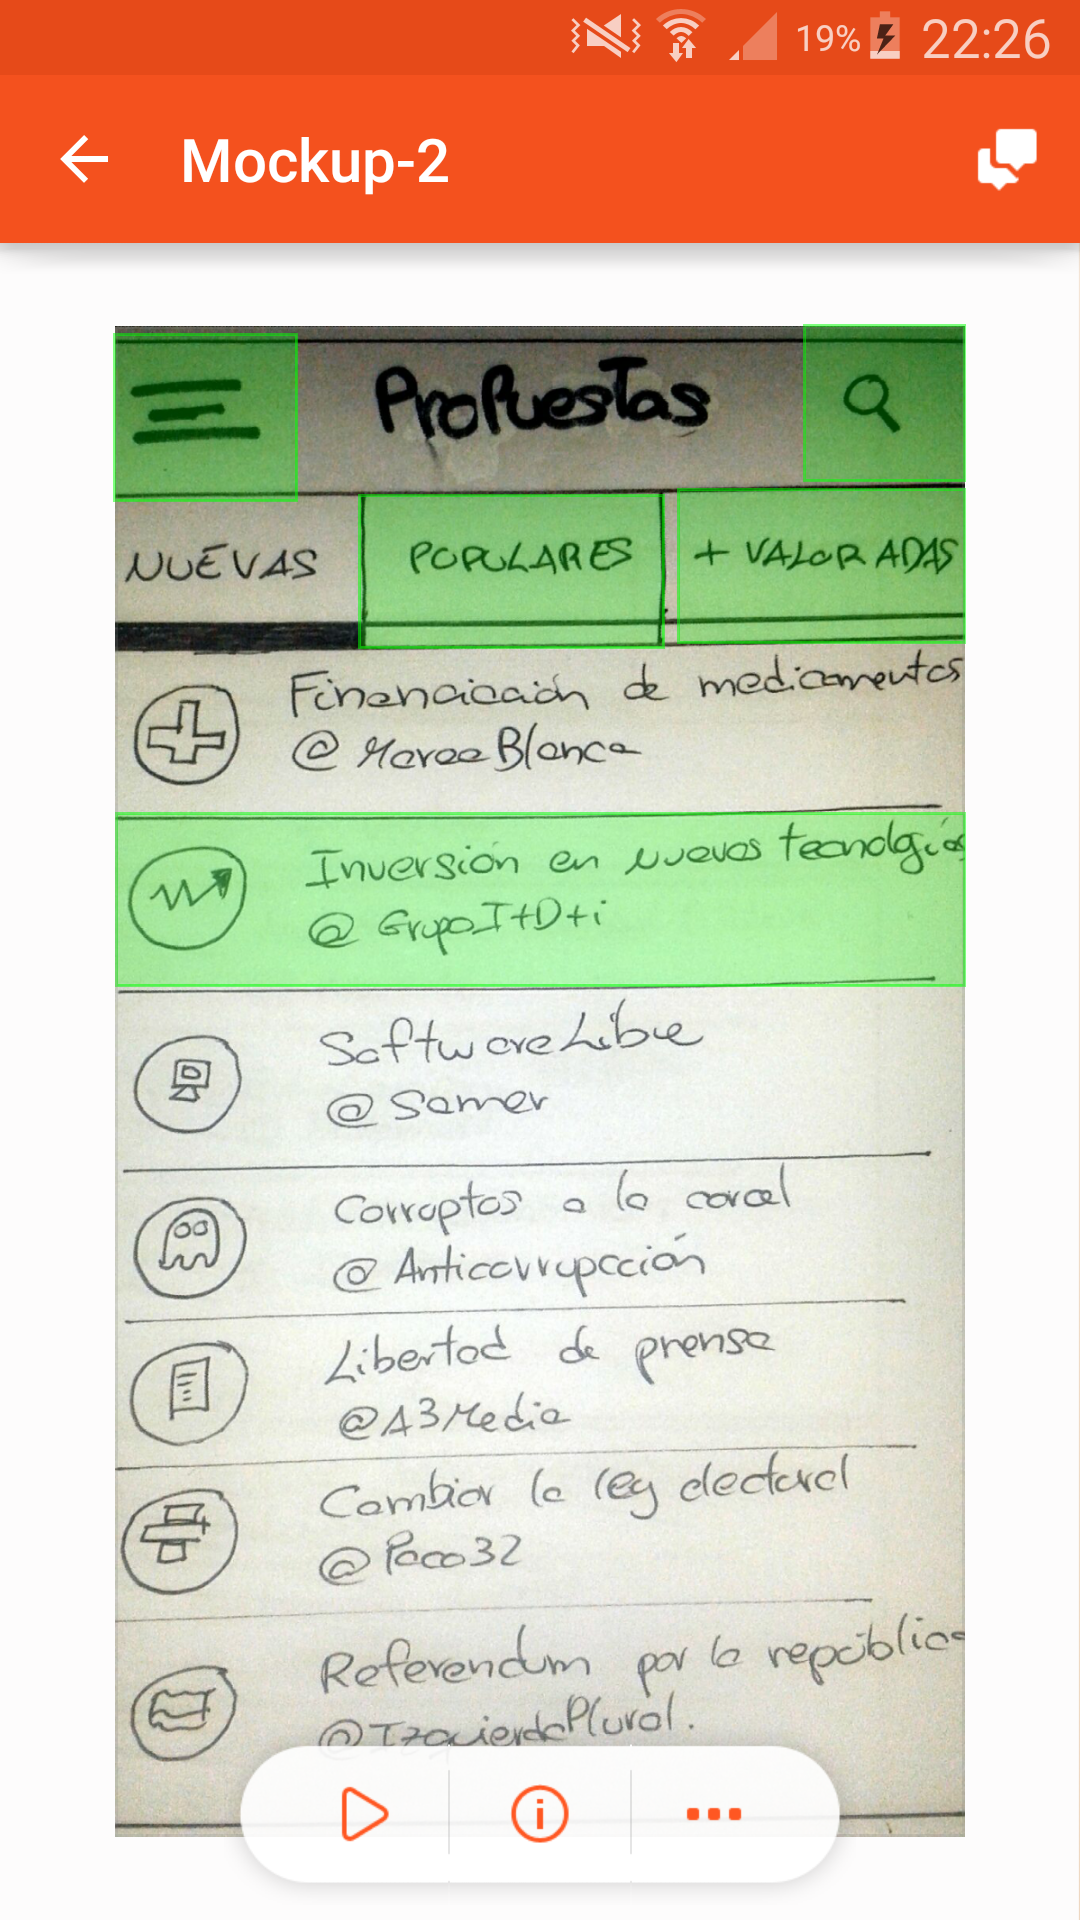 19% 22:26
Mockup-2
Propuestas
NUEVAS POPULARES + VALORADAS
Financiación de medicamentos
@MareaBlanca
Inversión en nuevas tecnologías
@GrupoI+D+i
Software Libre
@Samer
Corruptos a la carcel
@Anticorrupcción
Libertad de prensa
@A3Media
Cambiar la ley electoral
@Paco32
Referendum por la república
@IzquierdaPlural.